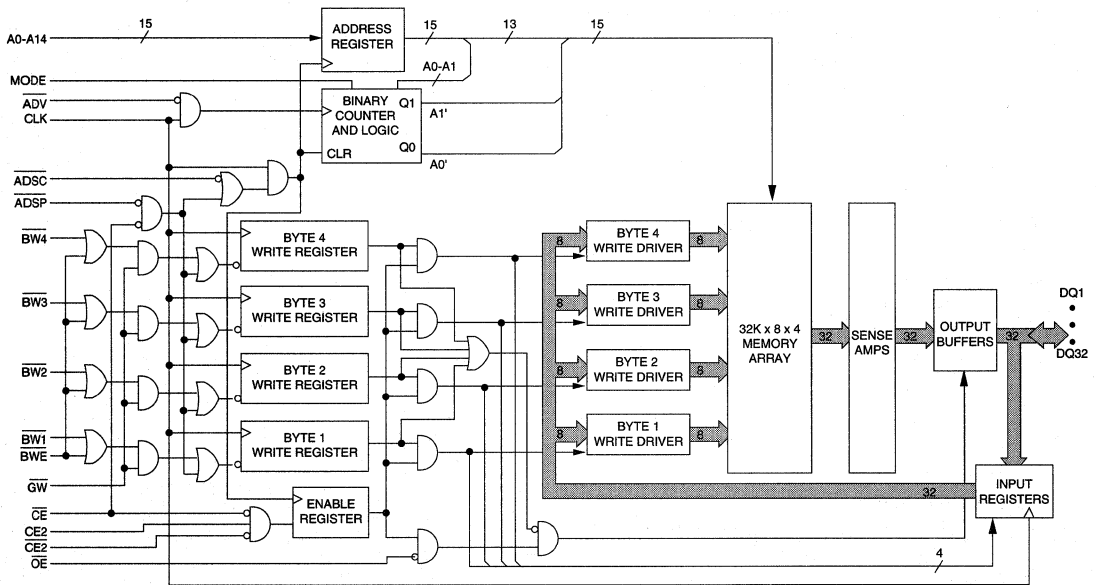 A0-A14
15
ADDRESS
REGISTER
15
13
15
A0-A1
MODE
ADV
CLK
BINARY
COUNTER
AND LOGIC
Q1
A1'
Q0
CLR
A0'
ADSC
ADSP
BW4
BYTE 4
WRITE REGISTER
8
BYTE 4
WRITE DRIVER
8
BW3
BYTE 3
WRITE REGISTER
8
BYTE 3
WRITE DRIVER
8
BW2
BYTE 2
WRITE REGISTER
8
BYTE 2
WRITE DRIVER
8
BW1
BWE
BYTE 1
WRITE REGISTER
8
BYTE 1
WRITE DRIVER
8
32K x 8 x 4
MEMORY
ARRAY
32
SENSE
AMPS
32
OUTPUT
BUFFERS
32
DQ1
DQ32
GW
CE
CE2
CE2
OE
ENABLE
REGISTER
32
INPUT
REGISTERS
4